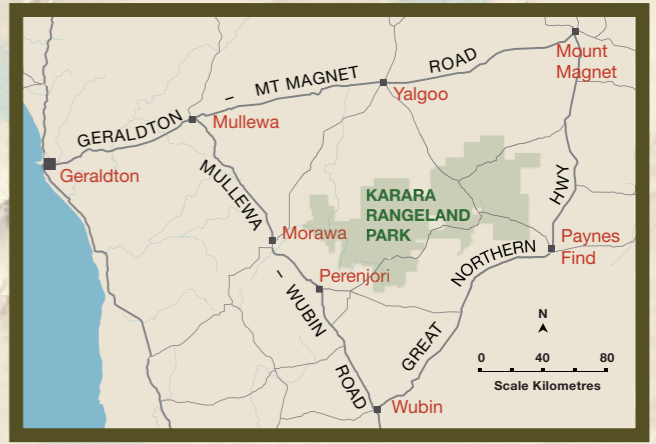 Mount
Magnet
GERALDTON – MT MAGNET ROAD
Yalgoo
Mullewa
Geraldton
MULLEWA – WUBIN ROAD
KARARA
RANGELAND
PARK
Morawa
GREAT NORTHERN HWY
Paynes
Find
Perenjori
N
0 40 80
Scale Kilometres
Wubin